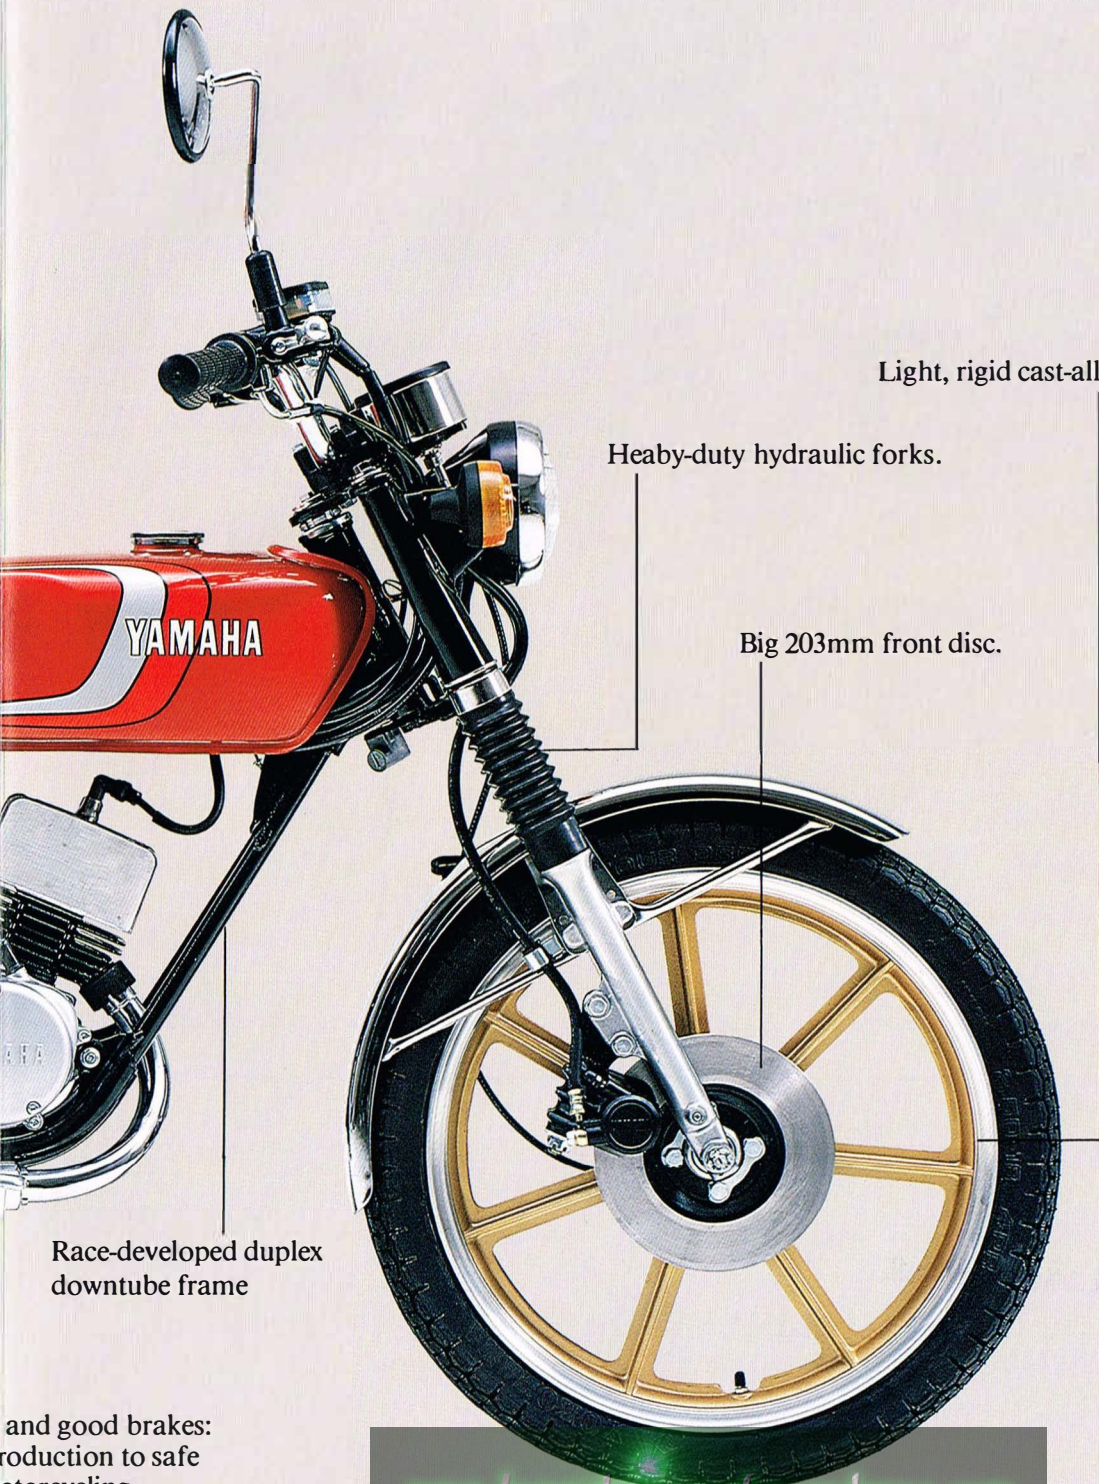 Light, rigid cast-all
Heaby-duty hydraulic forks.
YAMAHA
Big 203mm front disc.
Race-developed duplex
downtube frame
and good brakes:
roduction to safe